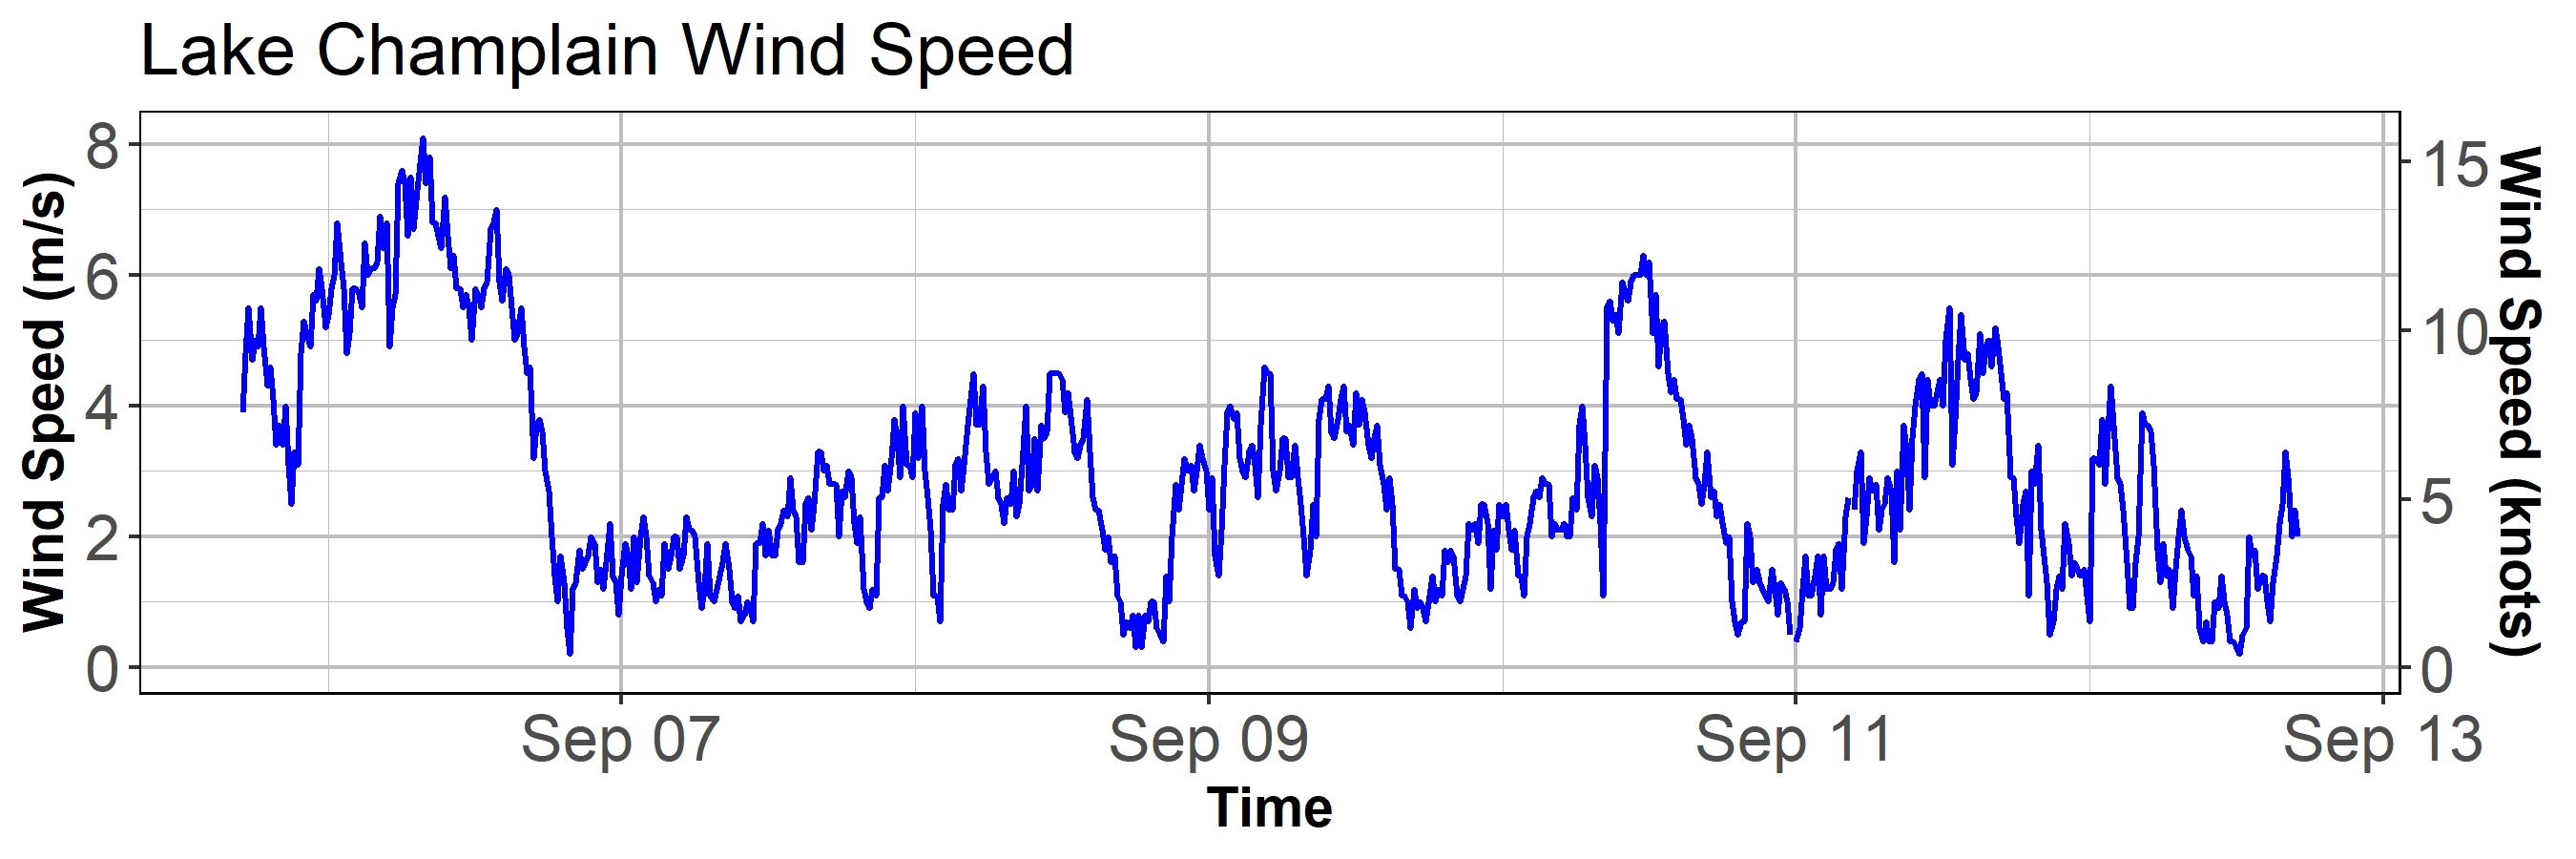 Lake Champlain Wind Speed
Wind Speed (m/s)
8
6
4
2
0
15
10
5
0
Wind Speed (knots)
Sep 07
Sep 09
Sep 11
Sep 13
Time